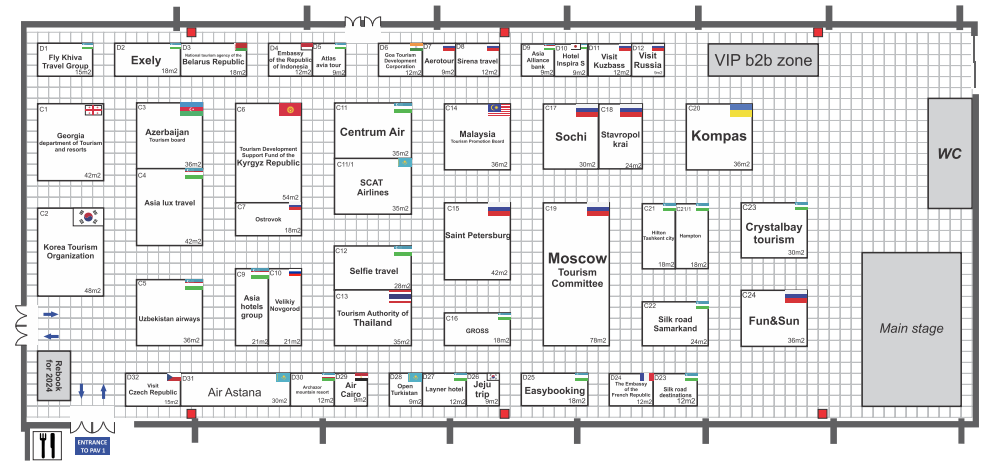 D1
Fly Khiva
Travel Group
15m2
D2
Exely
18m2
D3
National tourism agency of the
Belarus Republic
18m2
D4
Embassy
of the Republic
of Indonesia
12m2
D5
Atlas
avia tour
9m2
D6
Goa Tourism
Development
Corporation
12m2
D7
Aerotour
9m2
D8
Sirena travel
12m2
D9
Asia
Alliance
bank
9m2
D10
Hotel
Inspira S
9m2
D11
Visit
Kuzbass
12m2
D12
Visit
Russia
9m2
VIP b2b zone
C1
Georgia
department of Tourism
and resorts
42m2
C3
Azerbaijan
Tourism board
36m2
C4
Asia lux travel
42m2
C6
Tourism Development
Support Fund of the
Kyrgyz Republic
54m2
C7
Ostrovok
18m2
C11
Centrum Air
35m2
C11/1
SCAT
Airlines
35m2
C14
Malaysia
Tourism Promotion Board
36m2
C17
Sochi
30m2
C18
Stavropol
krai
24m2
C20
Kompas
36m2
WC
C2
Korea Tourism
Organization
48m2
C5
Uzbekistan airways
36m2
C9
Asia
hotels
group
21m2
C10
Velikiy
Novgorod
21m2
C12
Selfie travel
28m2
C13
Tourism Authority of
Thailand
35m2
C15
Saint Petersburg
42m2
C16
GROSS
18m2
C19
Moscow
Tourism
Committee
78m2
C21
Hilton
Tashkent city
18m2
C21/1
Hampton
18m2
C22
Silk road
Samarkand
24m2
C23
Crystalbay
tourism
30m2
C24
Fun&Sun
36m2
Main stage
Rebook
for 2024
D32
Visit
Czech Republic
15m2
D31
Air Astana
30m2
D30
Archazor
mountain resort
12m2
D29
Air
Cairo
9m2
D28
Open
Turkistan
9m2
D27
Layner hotel
12m2
D26
Jeju
trip
9m2
D25
Easybooking
18m2
D24
The Embassy
of the
French Republic
12m2
D23
Silk road
destinations
12m2
ENTRANCE
TO PAV 1